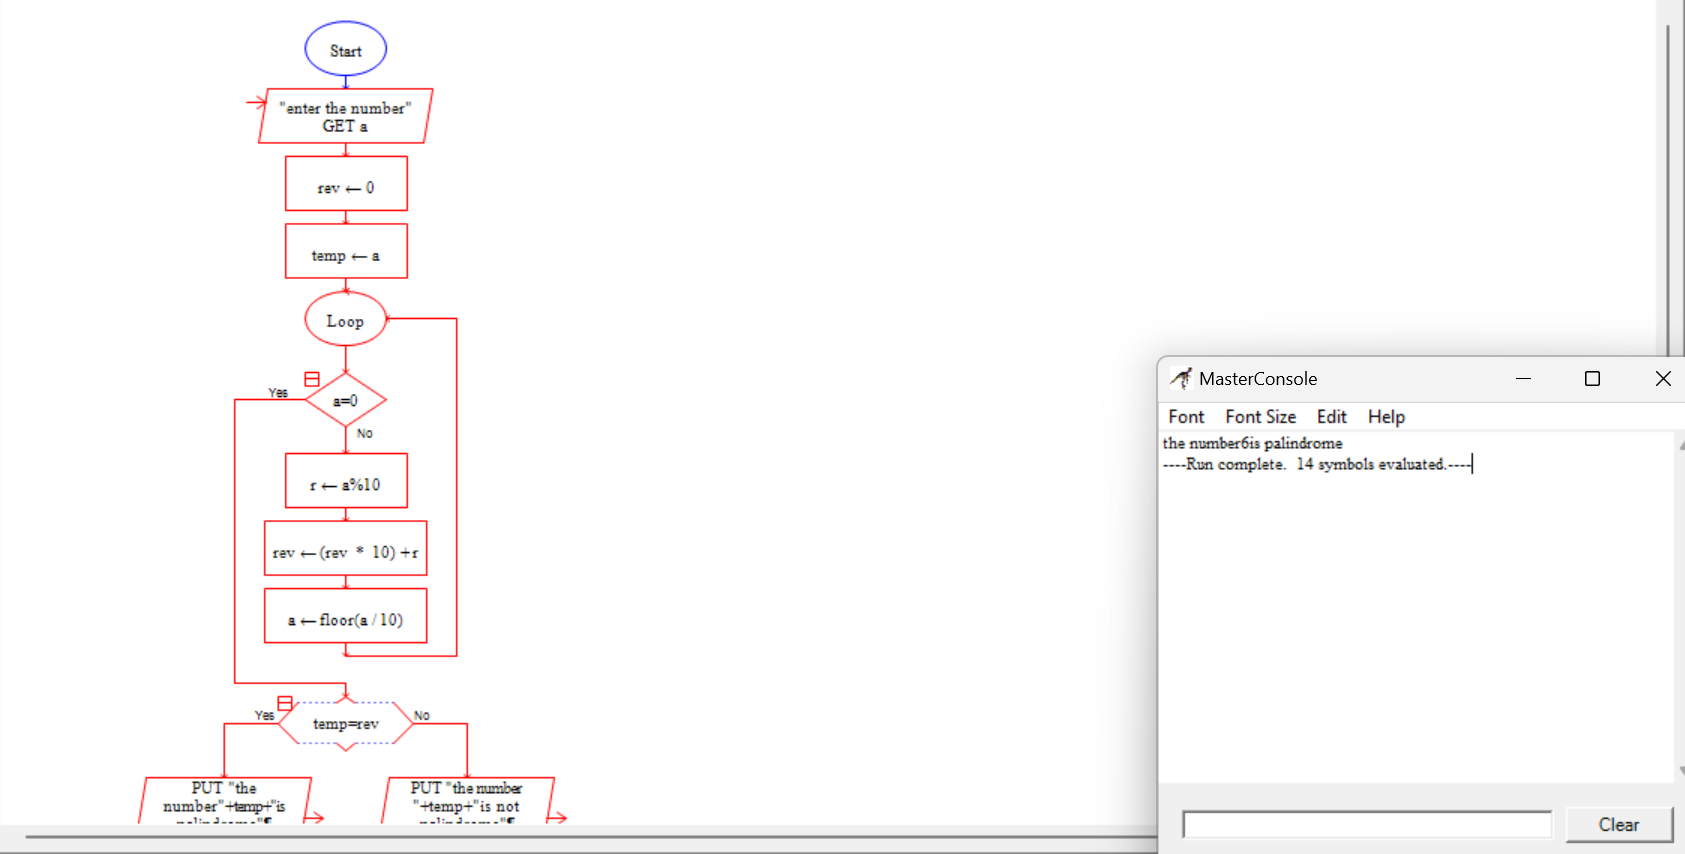 Start
"enter the number"
GET a
rev ← 0
temp ← a
Loop
Yes
a=0
No
r ← a%10
rev ← (rev * 10) +r
a ← floor(a / 10)
Yes
temp=rev
No
PUT "the
number"+temp+"is
palindrome"¶
PUT "the number
"+temp+"is not
palindrome"¶
MasterConsole
Font Font Size Edit Help
the number6is palindrome
----Run complete. 14 symbols evaluated.----
Clear